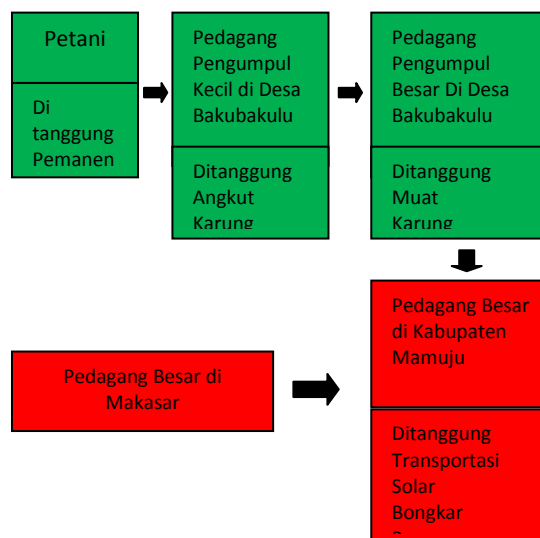 Petani
Di
tanggung
Pemanen
Pedagang
Pengumpul
Kecil di Desa
Bakubakulu
Ditanggung
Angkut
Karung
Pedagang
Pengumpul
Besar Di Desa
Bakubakulu
Ditanggung
Muat
Karung
Pedagang Besar
di Kabupaten
Mamuju
Ditanggung
Transportasi
Solar
Bongkar
Pedagang Besar di
Makasar